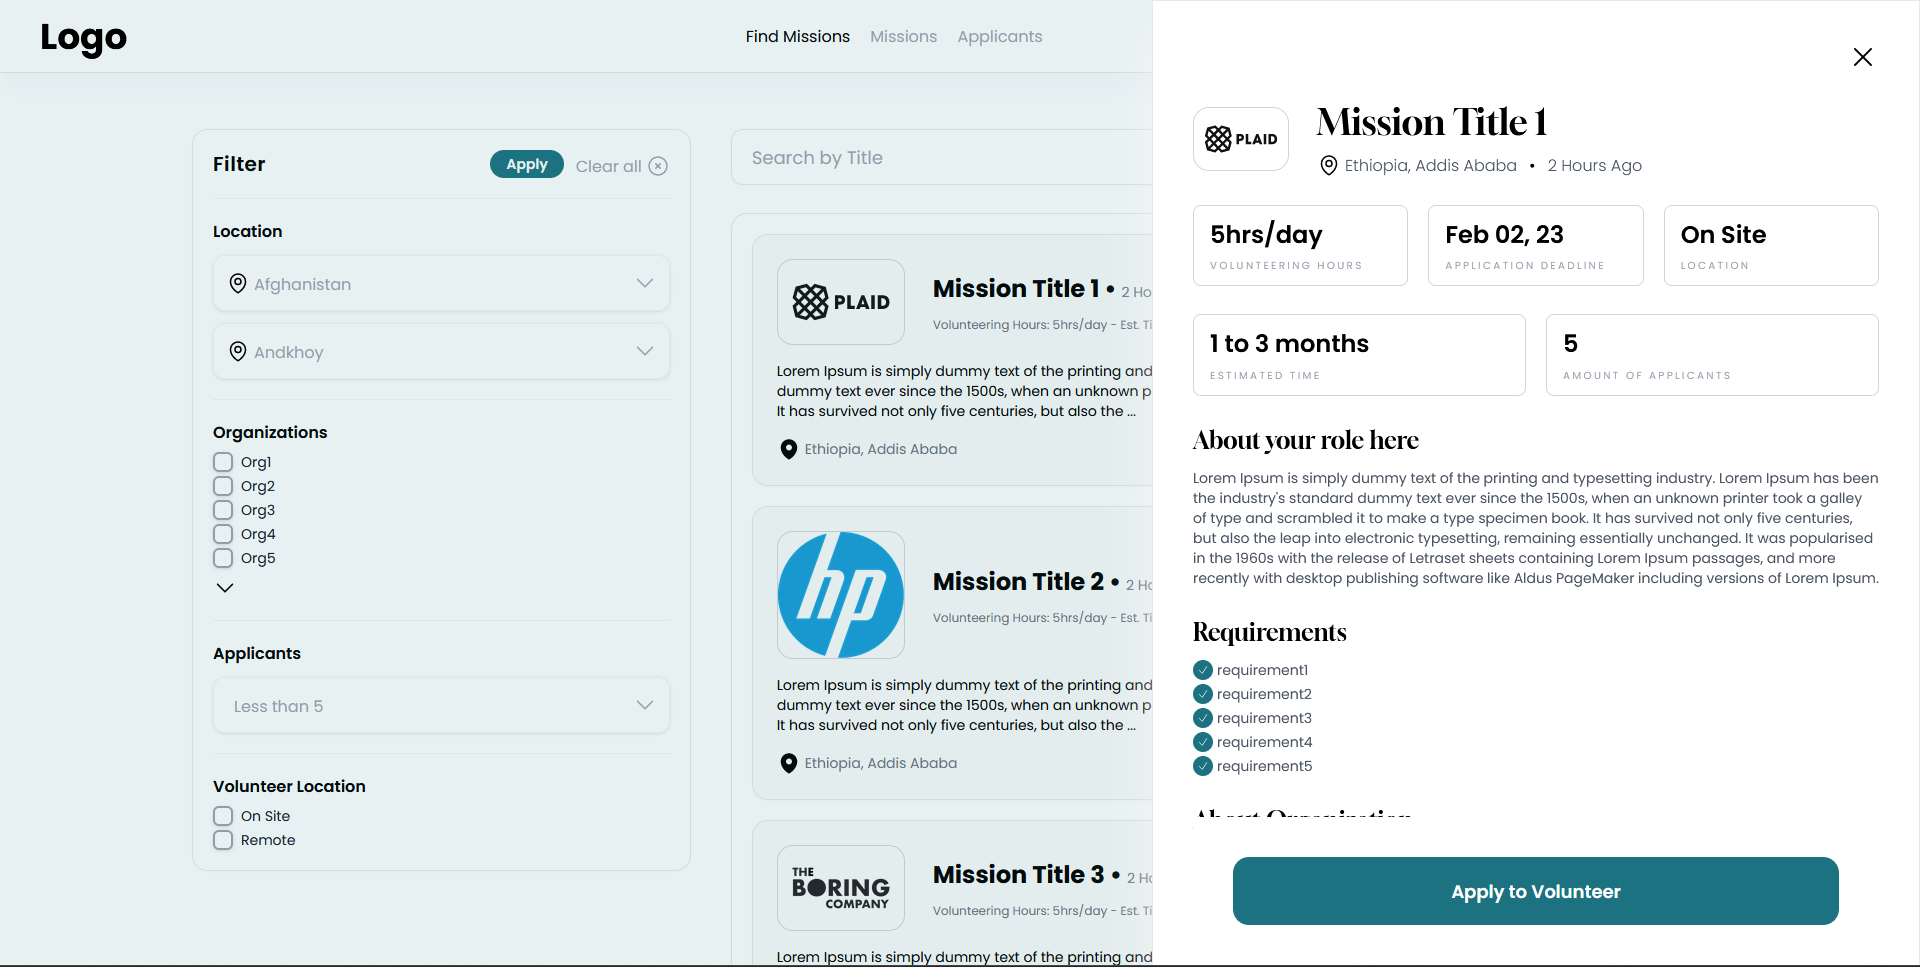 Logo
Find Missions
Missions
Applicants
Filter
Apply
Clear all
Location
Afghanistan
Andkhoy
Organizations
Org1
Org2
Org3
Org4
Org5
Applicants
Less than 5
Volunteer Location
On Site
Remote
Search by Title
PLAID
Mission Title 1 • 2 Ho
Volunteering Hours: 5hrs/day - Est. Ti
Lorem Ipsum is simply dummy text of the printing and
dummy text ever since the 1500s, when an unknown p
It has survived not only five centuries, but also the ...
Ethiopia, Addis Ababa
hp
Mission Title 2 • 2 Ho
Volunteering Hours: 5hrs/day - Est. Ti
Lorem Ipsum is simply dummy text of the printing and
dummy text ever since the 1500s, when an unknown p
It has survived not only five centuries, but also the ...
Ethiopia, Addis Ababa
THE
BORING
COMPANY
Mission Title 3 • 2 Ho
Volunteering Hours: 5hrs/day - Est. Ti
Lorem Ipsum is simply dummy text of the printing and
PLAID
Mission Title 1
Ethiopia, Addis Ababa • 2 Hours Ago
5hrs/day
VOLUNTEERING HOURS
Feb 02, 23
APPLICATION DEADLINE
On Site
LOCATION
1 to 3 months
ESTIMATED TIME
5
AMOUNT OF APPLICANTS
About your role here
Lorem Ipsum is simply dummy text of the printing and typesetting industry. Lorem Ipsum has been
the industry's standard dummy text ever since the 1500s, when an unknown printer took a galley
of type and scrambled it to make a type specimen book. It has survived not only five centuries,
but also the leap into electronic typesetting, remaining essentially unchanged. It was popularised
in the 1960s with the release of Letraset sheets containing Lorem Ipsum passages, and more
recently with desktop publishing software like Aldus PageMaker including versions of Lorem Ipsum.
Requirements
requirement1
requirement2
requirement3
requirement4
requirement5
About Organization
Apply to Volunteer